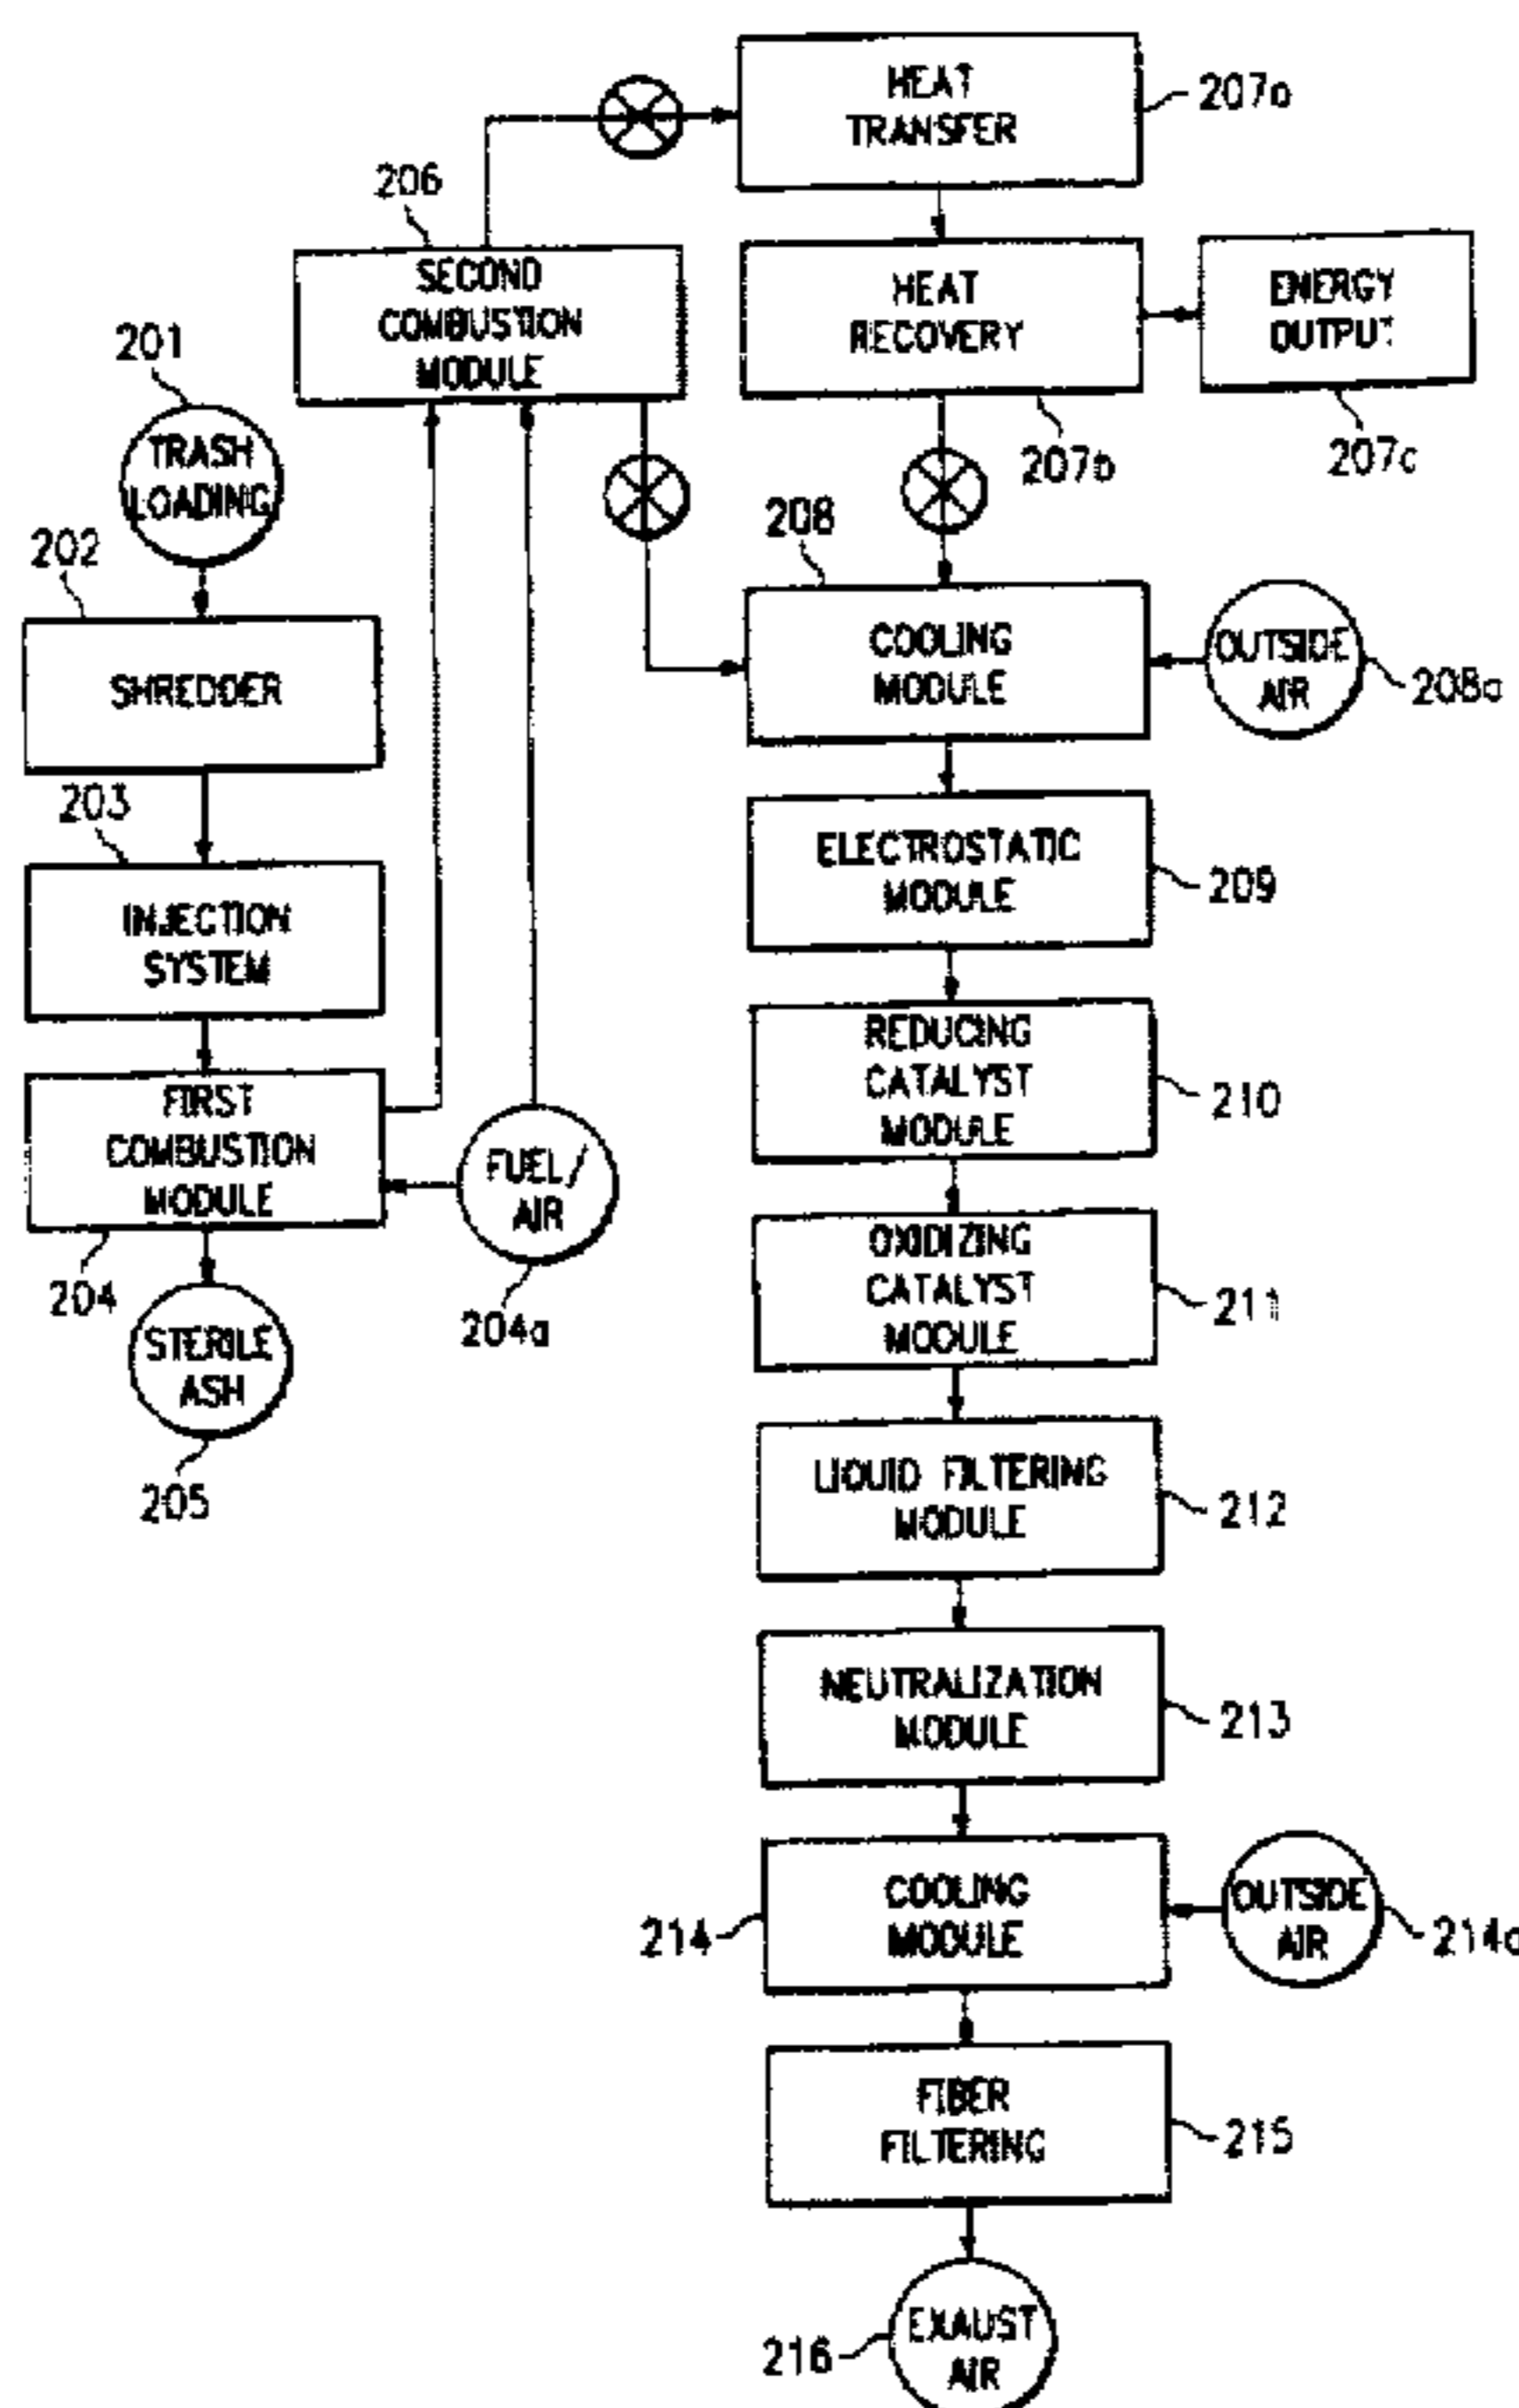 HEAT
TRANSFER
207a
206
SECOND
COMBUSTION
MODULE
HEAT
RECOVERY
ENERGY
OUTPUT
207b
207c
201
TRASH
LOADING
202
SHREDDER
203
INJECTION
SYSTEM
FIRST
COMBUSTION
MODULE
204
FUEL/
AIR
204a
STERILE
ASH
205
208
COOLING
MODULE
OUTSIDE
AIR
208a
ELECTROSTATIC
MODULE
209
REDUCING
CATALYST
MODULE
210
OXIDIZING
CATALYST
MODULE
211
LIQUID FILTERING
MODULE
212
NEUTRALIZATION
MODULE
213
COOLING
MODULE
214
OUTSIDE
AIR
214a
FIBER
FILTERING
215
EXAUST
AIR
216